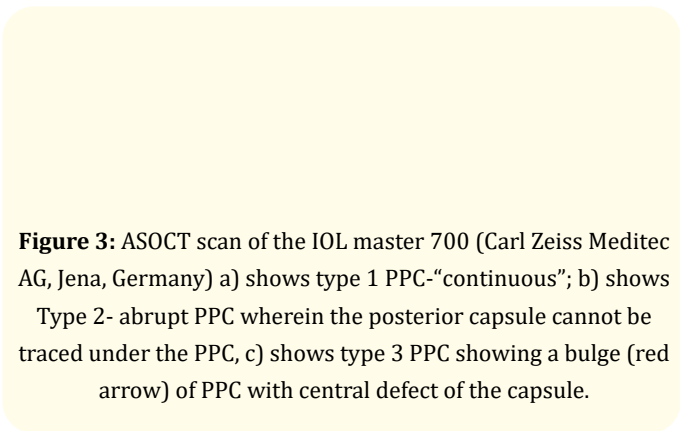 Figure 3: ASOCT scan of the IOL master 700 (Carl Zeiss Meditec
AG, Jena, Germany) a) shows type 1 PPC-“continuous”; b) shows
Type 2- abrupt PPC wherein the posterior capsule cannot be
traced under the PPC, c) shows type 3 PPC showing a bulge (red
arrow) of PPC with central defect of the capsule.